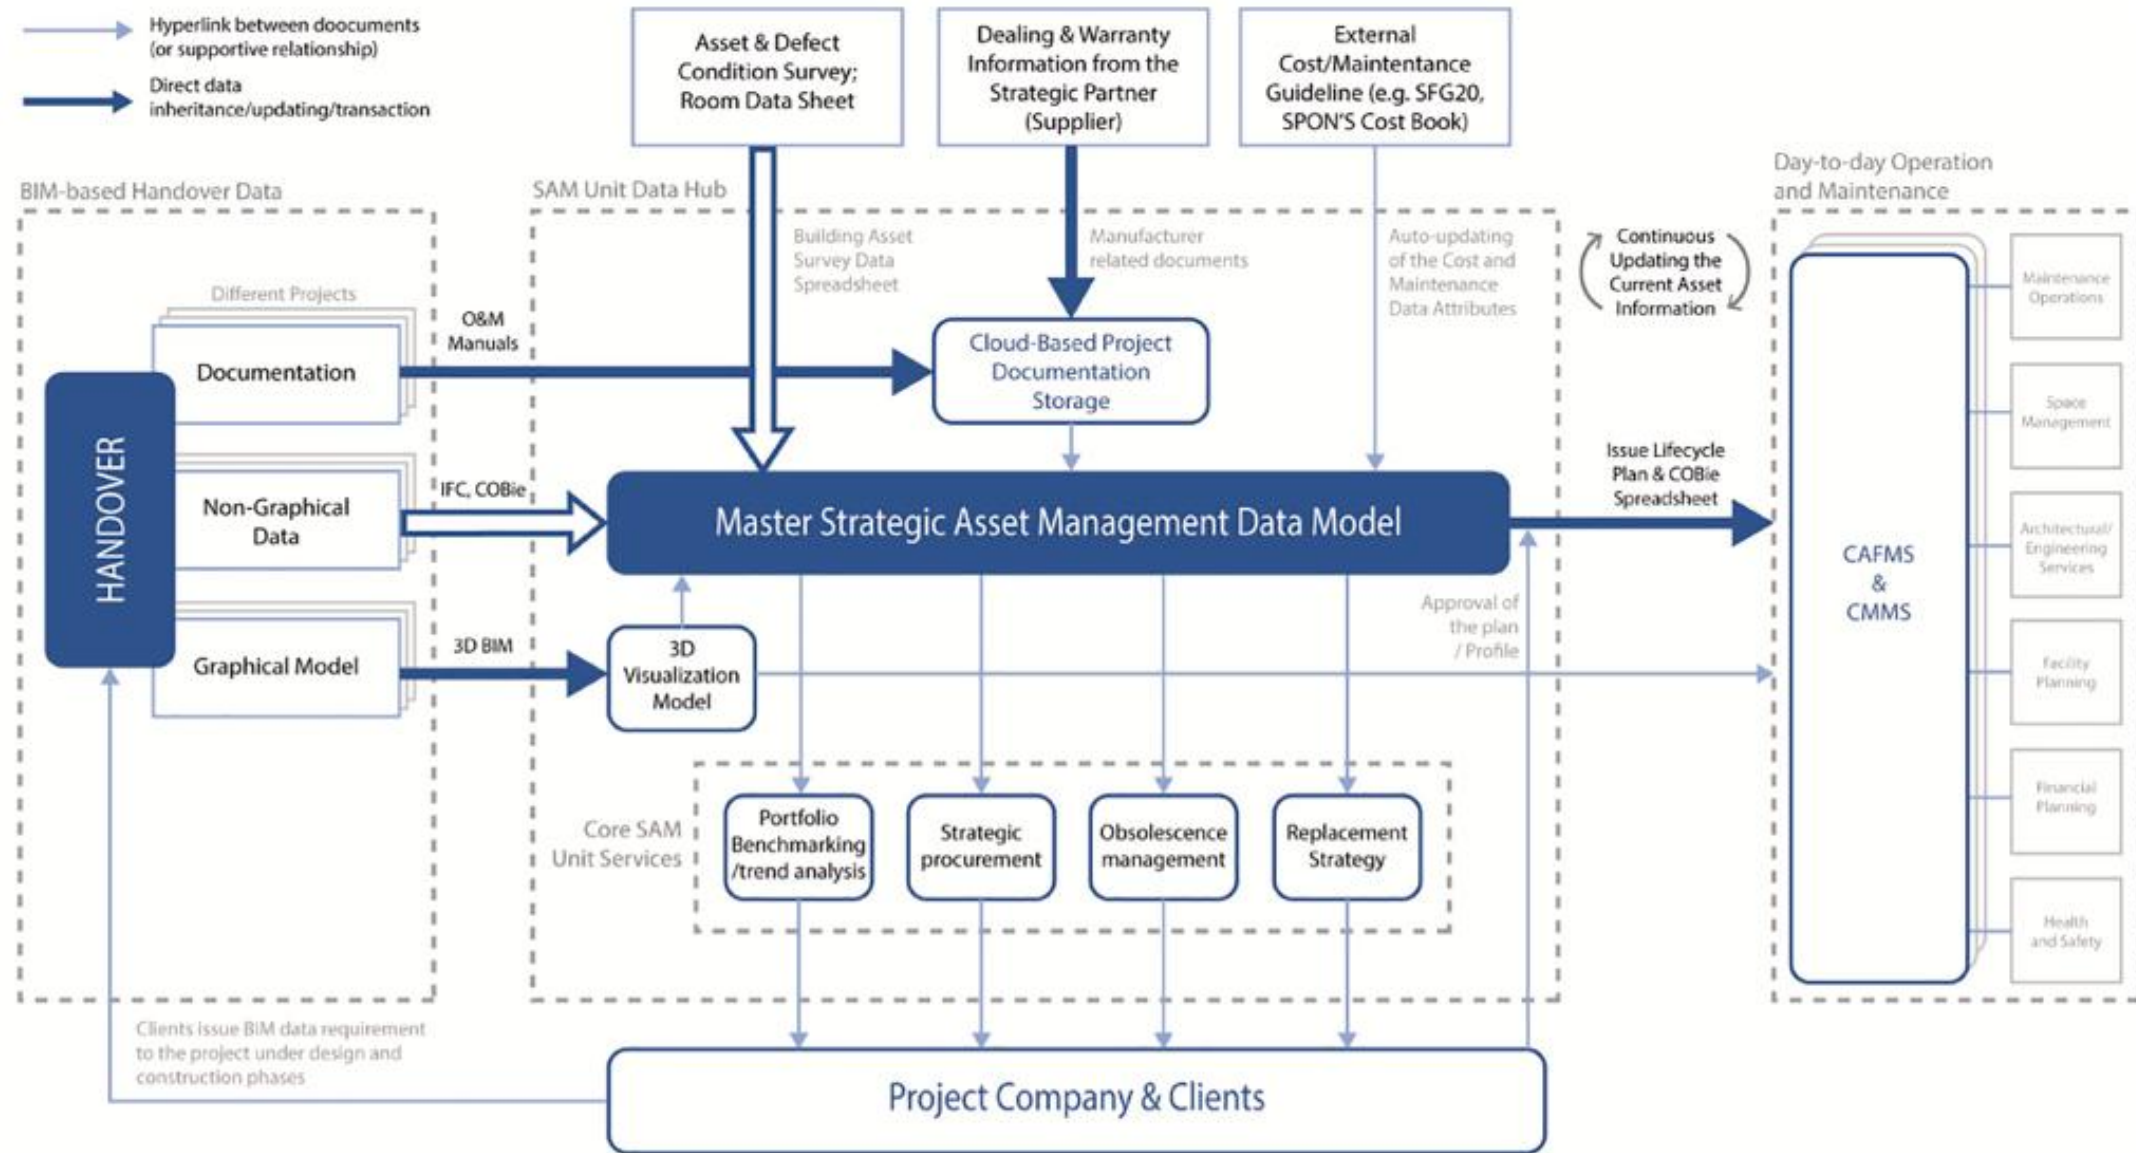 Hyperlink between doocuments
(or supportive relationship)
Direct data
inheritance/updating/transaction
Asset & Defect
Condition Survey;
Room Data Sheet
Dealing & Warranty
Information from the
Strategic Partner
(Supplier)
External
Cost/Maintentance
Guideline (e.g. SFG20,
SPON'S Cost Book)
BIM-based Handover Data
SAM Unit Data Hub
Day-to-day Operation
and Maintenance
Building Asset
Survey Data
Spreadsheet
Manufacturer
related documents
Auto-updating
of the Cost and
Maintenance
Data Attributes
Continuous
Updating the
Current Asset
Information
Different Projects
HANDOVER
Documentation
Non-Graphical
Data
Graphical Model
O&M
Manuals
IFC, COBie
3D BIM
Cloud-Based Project
Documentation
Storage
Master Strategic Asset Management Data Model
3D
Visualization
Model
Issue Lifecycle
Plan & COBie
Spreadsheet
Approval of
the plan
/ Profile
CAFMS
&
CMMS
Maintenance
Operations
Space
Management
Architectural/
Engineering
Services
Facility
Planning
Financial
Planning
Health
and Safety
Core SAM
Unit Services
Portfolio
Benchmarking
/trend analysis
Strategic
procurement
Obsolescence
management
Replacement
Strategy
Clients issue BIM data requirement
to the project under design and
construction phases
Project Company & Clients